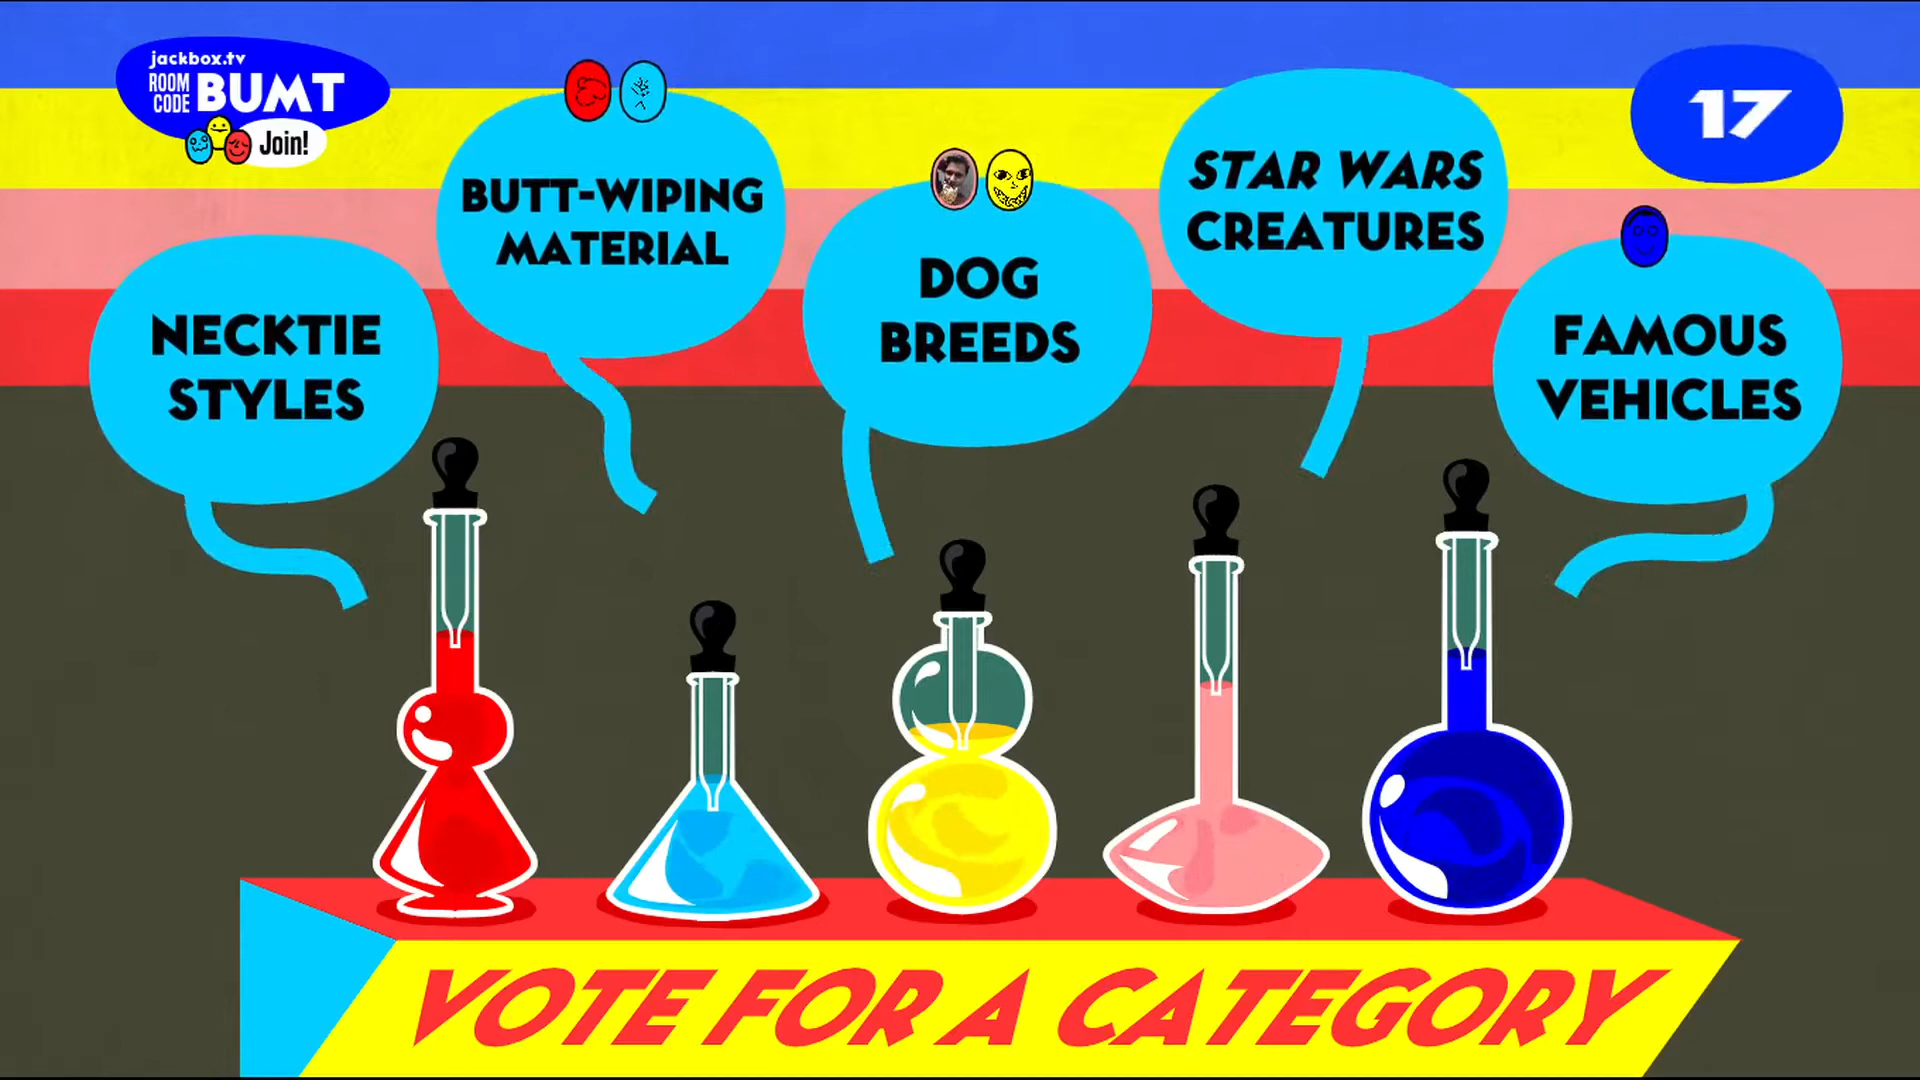 jackbox.tv
ROOM
CODE
BUMT
Join!
17
NECKTIE
STYLES
BUTT-WIPING
MATERIAL
DOG
BREEDS
STAR WARS
CREATURES
FAMOUS
VEHICLES
VOTE FOR A CATEGORY